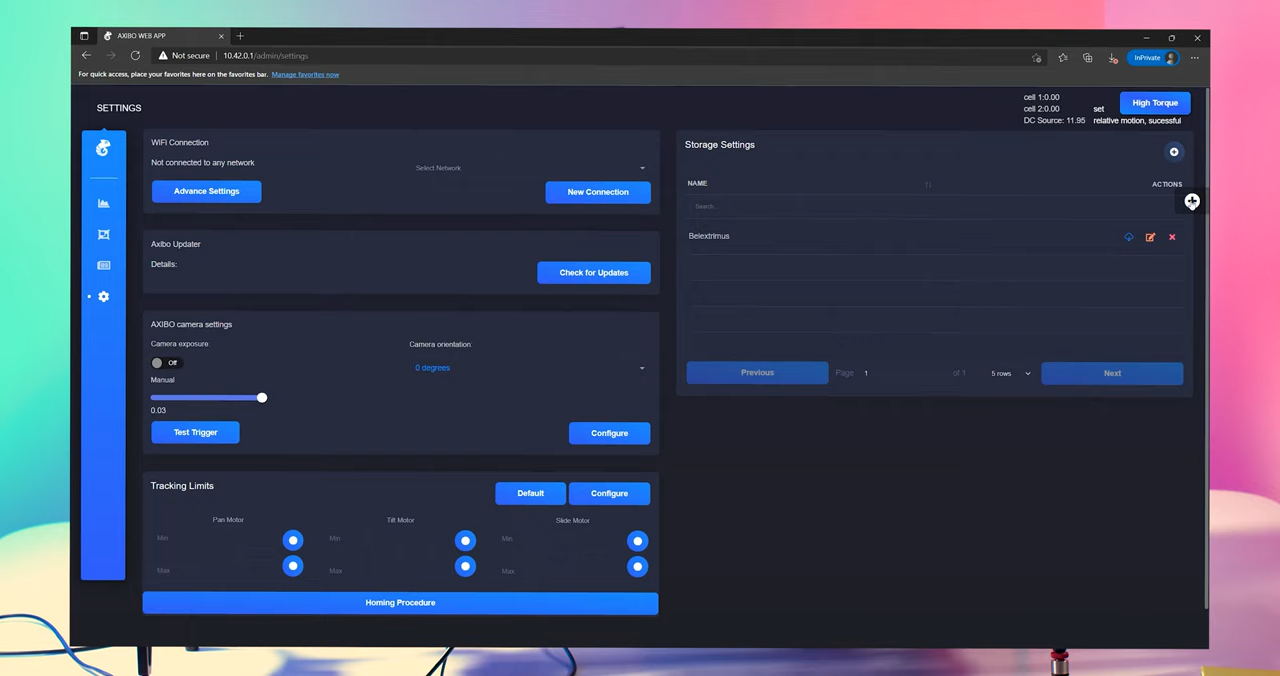 AXIBO WEB APP
Not secure 10.42.0.1/admin/settings
InPrivate
For quick access, place your favorites here on the favorites bar. Manage favorites now
SETTINGS
cell 1:0.00
cell 2:0.00
DC Source: 11.95
set
relative motion, sucessful
High Torque
WIFI Connection
Not connected to any network
Select Network
Advance Settings
New Connection
Axibo Updater
Details:
Check for Updates
AXIBO camera settings
Camera exposure:
Off
Manual
0.03
Camera orientation:
0 degrees
Test Trigger
Configure
Tracking Limits
Default
Configure
Pan Motor
Tilt Motor
Slide Motor
Min
Min
Min
Max
Max
Max
Homing Procedure
Storage Settings
NAME
ACTIONS
Search...
Belextrimus
Previous
Page 1 of 1
5 rows
Next